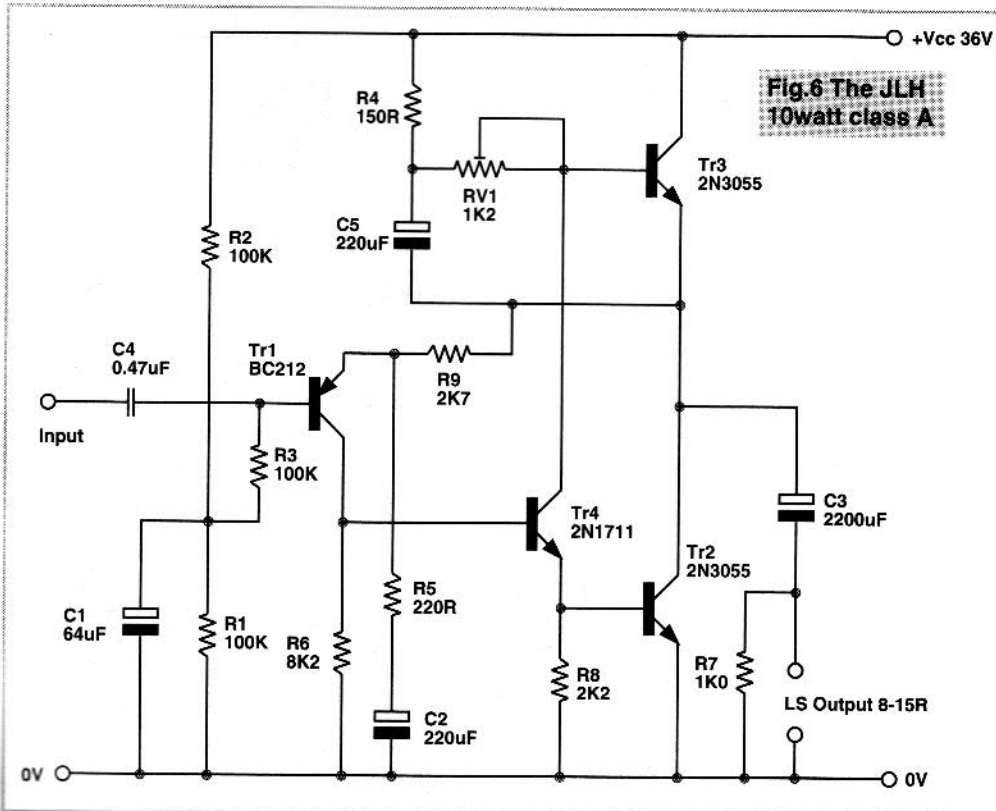 +Vcc 36V
Fig.6 The JLH
10watt class A
R4
150R
Tr3
2N3055
RV1
1K2
C5
220uF
R2
100K
C4
0.47uF
Tr1
BC212
R9
2K7
Input
R3
100K
Tr4
2N1711
C3
2200uF
Tr2
2N3055
R5
220R
C1
64uF
R1
100K
R6
8K2
R8
2K2
R7
1K0
LS Output 8-15R
C2
220uF
0V
0V